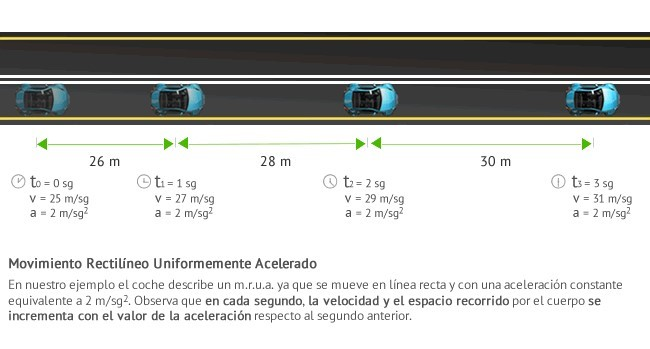 26 m 28 m 30 m
t0 = 0 sg t1 = 1 sg t2 = 2 sg t3 = 3 sg
v = 25 m/sg v = 27 m/sg v = 29 m/sg v = 31 m/sg
a = 2 m/sg² a = 2 m/sg² a = 2 m/sg² a = 2 m/sg²
Movimiento Rectilíneo Uniformemente Acelerado
En nuestro ejemplo el coche describe un m.r.u.a. ya que se mueve en línea recta y con una aceleración constante
equivalente a 2 m/sg². Observa que en cada segundo, la velocidad y el espacio recorrido por el cuerpo se
incrementa con el valor de la aceleración respecto al segundo anterior.